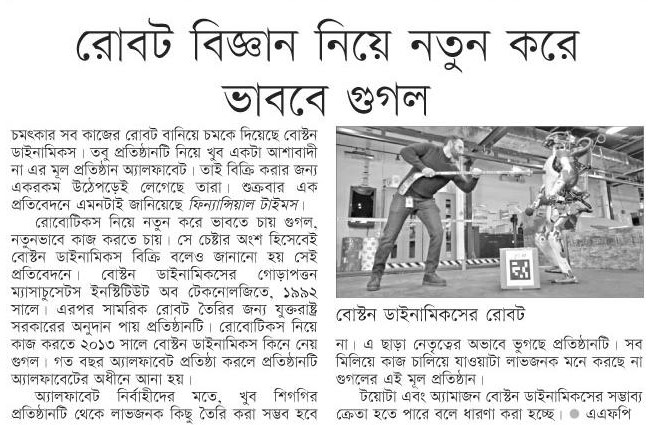 রোবট বিজ্ঞান নিয়ে নতুন করে
ভাববে গুগল
চমৎকার সব কাজের রোবট বানিয়ে চমকে দিয়েছে বোস্টন
ডাইনামিকস। তবু প্রতিষ্ঠানটি নিয়ে খুব একটা আশাবাদী
না এর মূল প্রতিষ্ঠান অ্যালফাবেট। তাই বিক্রি করার জন্য
একরকম উঠেপড়েই লেগেছে তারা। শুক্রবার এক
প্রতিবেদনে এমনটাই জানিয়েছে ফিন্যান্সিয়াল টাইমস।
রোবোটিকস নিয়ে নতুন করে ভাবতে চায় গুগল,
নতুনভাবে কাজ করতে চায়। সে চেষ্টার অংশ হিসেবেই
বোস্টন ডাইনামিকস বিক্রি বলেও জানানো হয় সেই
প্রতিবেদনে। বোস্টন ডাইনামিকসের গোড়াপত্তন
ম্যাসাচুসেটস ইনস্টিটিউট অব টেকনোলজিতে, ১৯৯২
সালে। এরপর সামরিক রোবট তৈরির জন্য যুক্তরাষ্ট্র
সরকারের অনুদান পায় প্রতিষ্ঠানটি। রোবোটিকস নিয়ে
কাজ করতে ২০১৩ সালে বোস্টন ডাইনামিকস কিনে নেয়
গুগল। গত বছর অ্যালফাবেট প্রতিষ্ঠা করলে প্রতিষ্ঠানটি
অ্যালফাবেটের অধীনে আনা হয়।
অ্যালফাবেট নির্বাহীদের মতে, খুব শিগগির
প্রতিষ্ঠানটি থেকে লাভজনক কিছু তৈরি করা সম্ভব হবে
বোস্টন ডাইনামিকসের রোবট
না। এ ছাড়া নেতৃত্বের অভাবে ভুগছে প্রতিষ্ঠানটি। সব
মিলিয়ে কাজ চালিয়ে যাওয়াটা লাভজনক মনে করছে না
গুগলের এই মূল প্রতিষ্ঠান।
টয়োটা এবং অ্যামাজন বোস্টন ডাইনামিকসের সম্ভাব্য
ক্রেতা হতে পারে বলে ধারণা করা হচ্ছে। ● এএফপি